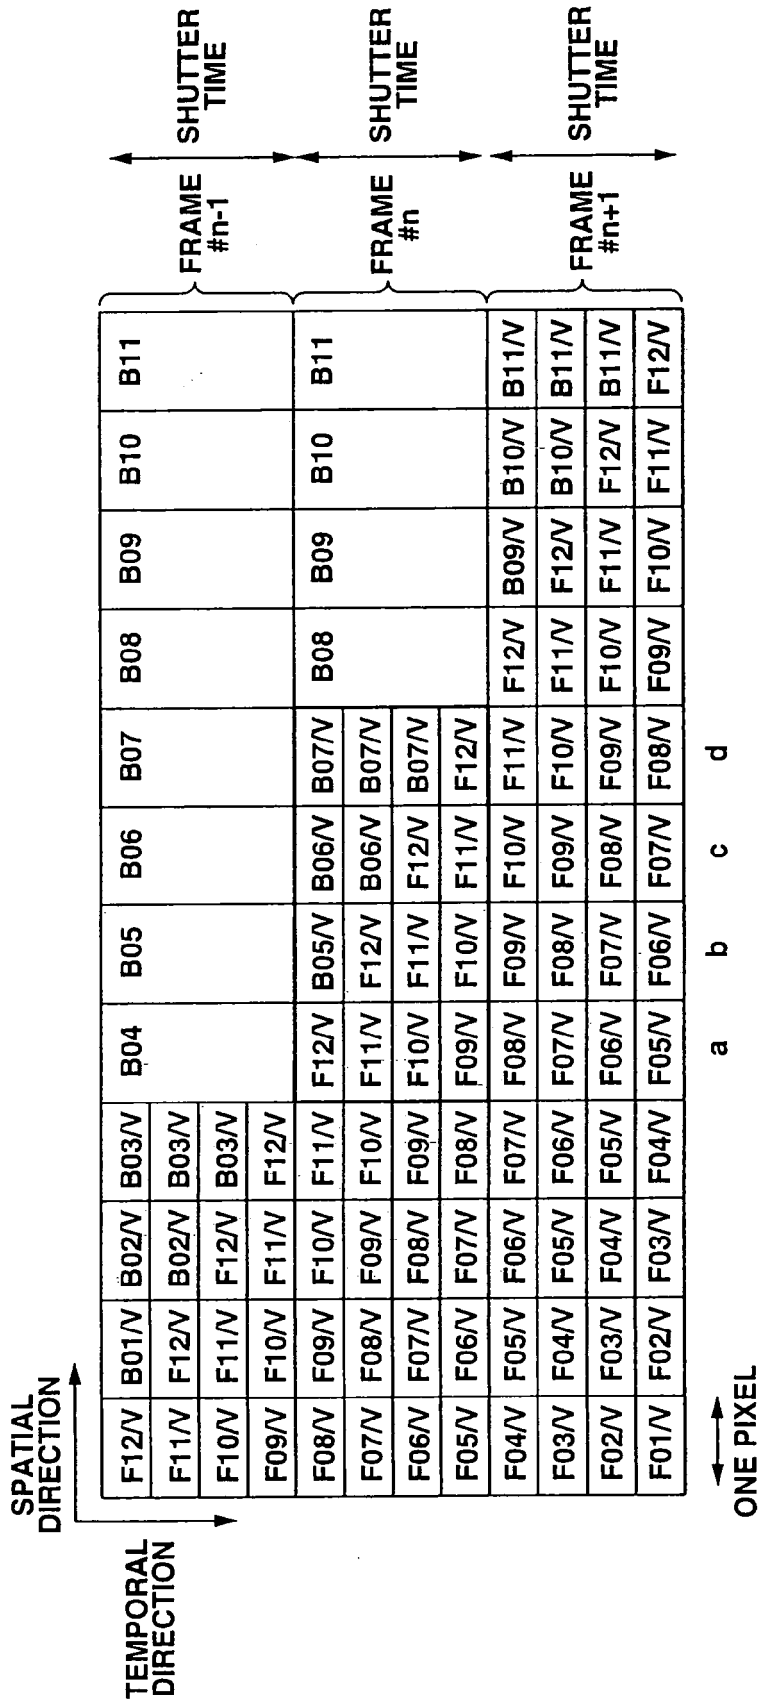 SPATIAL
DIRECTION
TEMPORAL
DIRECTION
F12/V B01/V B02/V B03/V B04 B05 B06 B07 B08 B09 B10 B11
F11/V F12/V B02/V B03/V
F10/V F11/V F12/V B03/V
F09/V F10/V F11/V F12/V
FRAME
#n-1
SHUTTER
TIME
F08/V F09/V F10/V F11/V F12/V B05/V B06/V B07/V B08 B09 B10 B11
F07/V F08/V F09/V F10/V F11/V F12/V B06/V B07/V
F06/V F07/V F08/V F09/V F10/V F11/V F12/V B07/V
F05/V F06/V F07/V F08/V F09/V F10/V F11/V F12/V
FRAME
#n
SHUTTER
TIME
F04/V F05/V F06/V F07/V F08/V F09/V F10/V F11/V F12/V B09/V B10/V B11/V
F03/V F04/V F05/V F06/V F07/V F08/V F09/V F10/V F11/V F12/V B10/V B11/V
F02/V F03/V F04/V F05/V F06/V F07/V F08/V F09/V F10/V F11/V F12/V B11/V
F01/V F02/V F03/V F04/V F05/V F06/V F07/V F08/V F09/V F10/V F11/V F12/V
FRAME
#n+1
SHUTTER
TIME
a b c d
ONE PIXEL